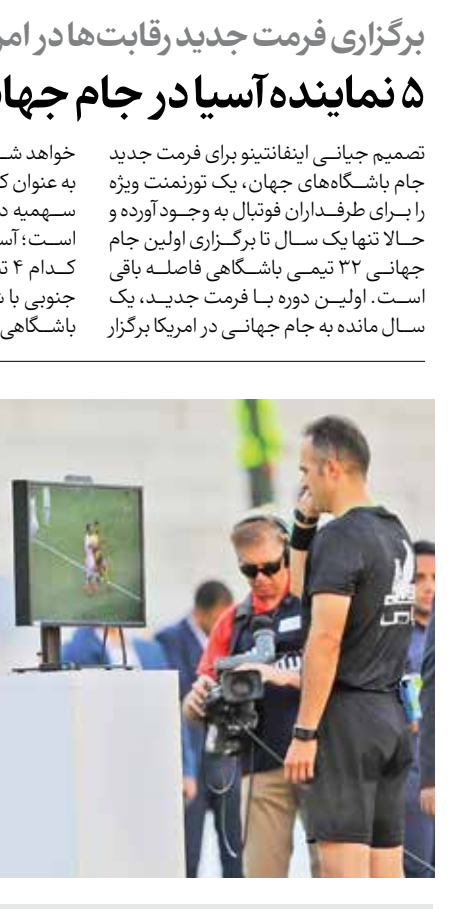 برگزاری فرمت جدید رقابت‌ها در
۵ نماینده آسیا در جام
تصمیم جیانی اینفانتینو برای فرمت جدید
جام باشگاه‌های جهان، یک تورنمنت ویژه
را برای طرفداران فوتبال به وجود آورده و
حالا تنها یک سال تا برگزاری اولین جام
جهانی ۳۲ تیمی باشگاهی فاصله باقی
است. اولین دوره با فرمت جدید، یک
سال مانده به جام جهانی در امریکا برگزار
خواهد
به عنوان
سهمیه
است؛
کدام ۴
جنوبی با
باشگاهی